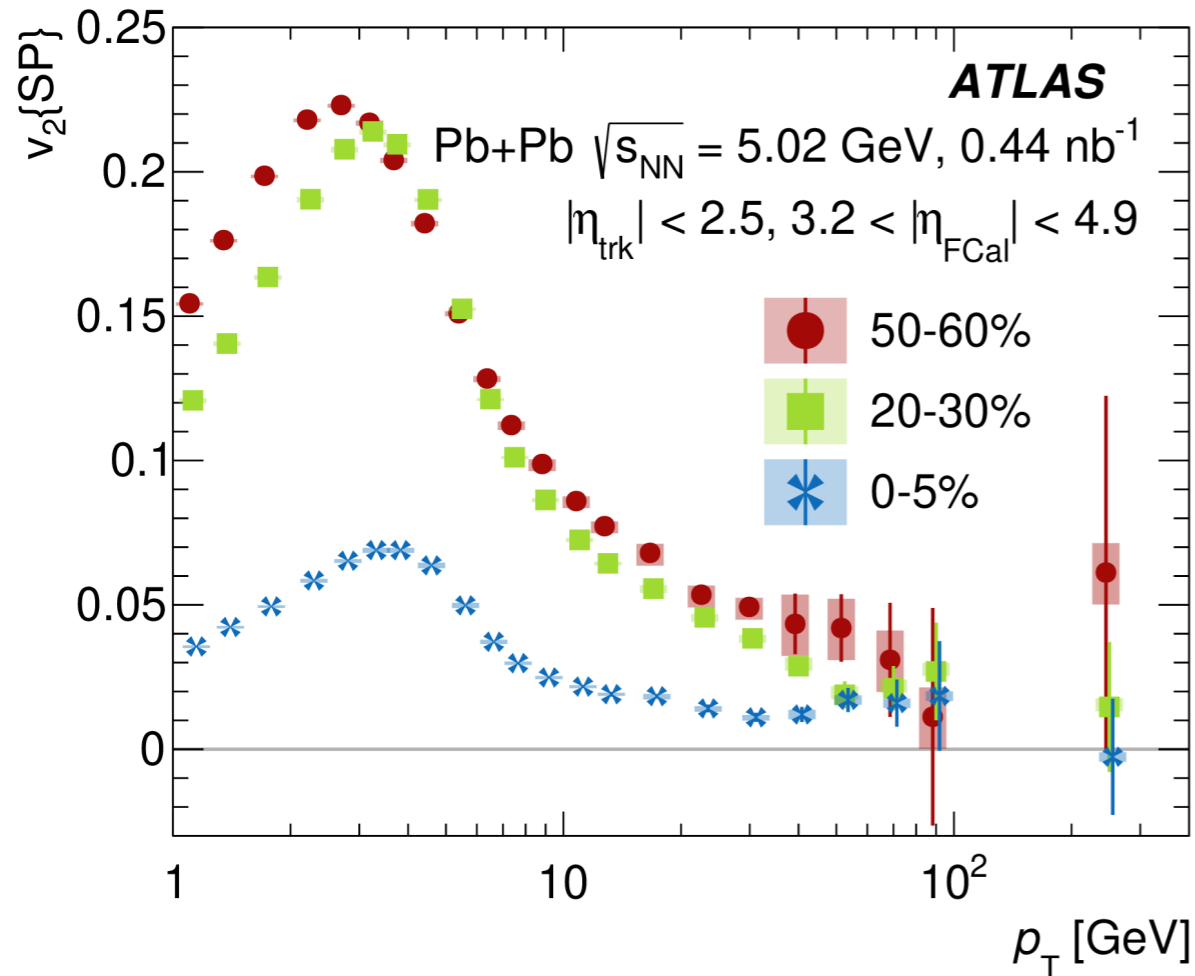 v2{SP}
0.25
0.2
0.15
0.1
0.05
0
ATLAS
Pb+Pb √sNN = 5.02 GeV, 0.44 nb-1
|ηtrk| < 2.5, 3.2 < |ηFCal| < 4.9
50-60%
20-30%
0-5%
1
10
10²
pT [GeV]